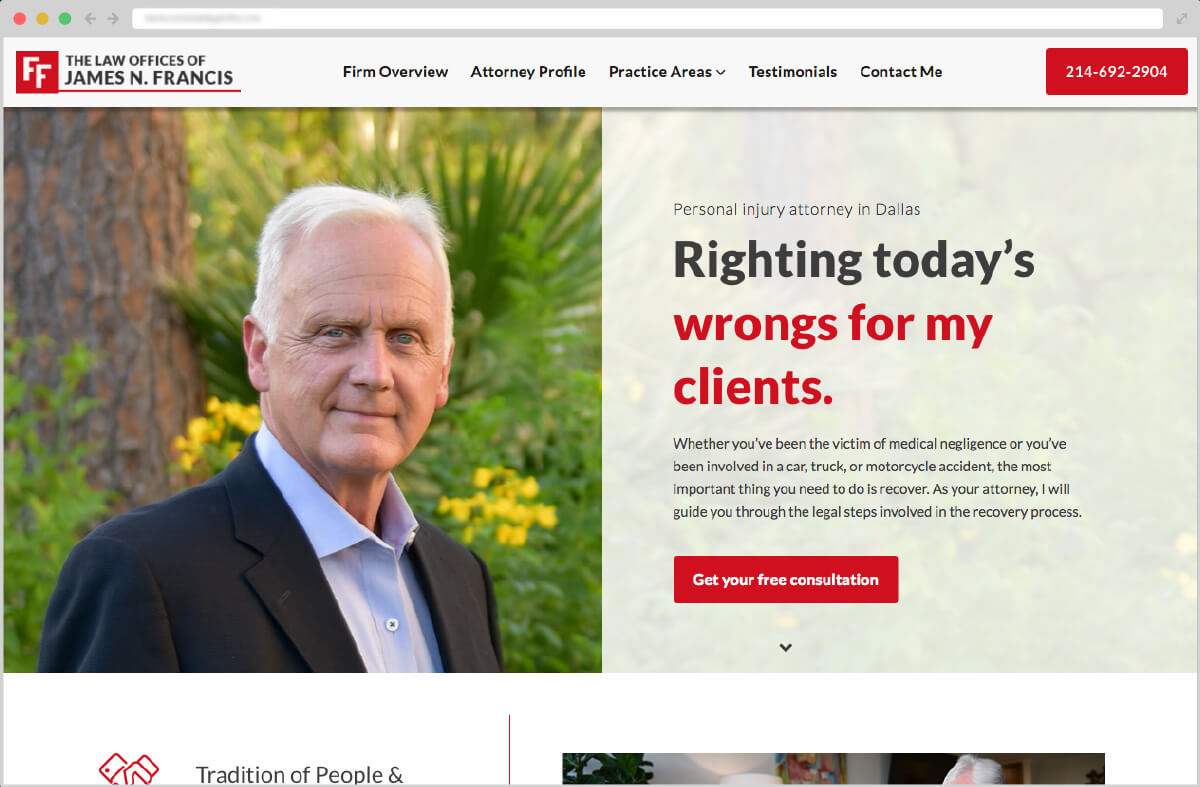 FF
THE LAW OFFICES OF
JAMES N. FRANCIS
Firm Overview
Attorney Profile
Practice Areas
Testimonials
Contact Me
214-692-2904
Personal injury attorney in Dallas
Righting today’s
wrongs for my
clients.
Whether you’ve been the victim of medical negligence or you’ve
been involved in a car, truck, or motorcycle accident, the most
important thing you need to do is recover. As your attorney, I will
guide you through the legal steps involved in the recovery process.
Get your free consultation
Tradition of People &